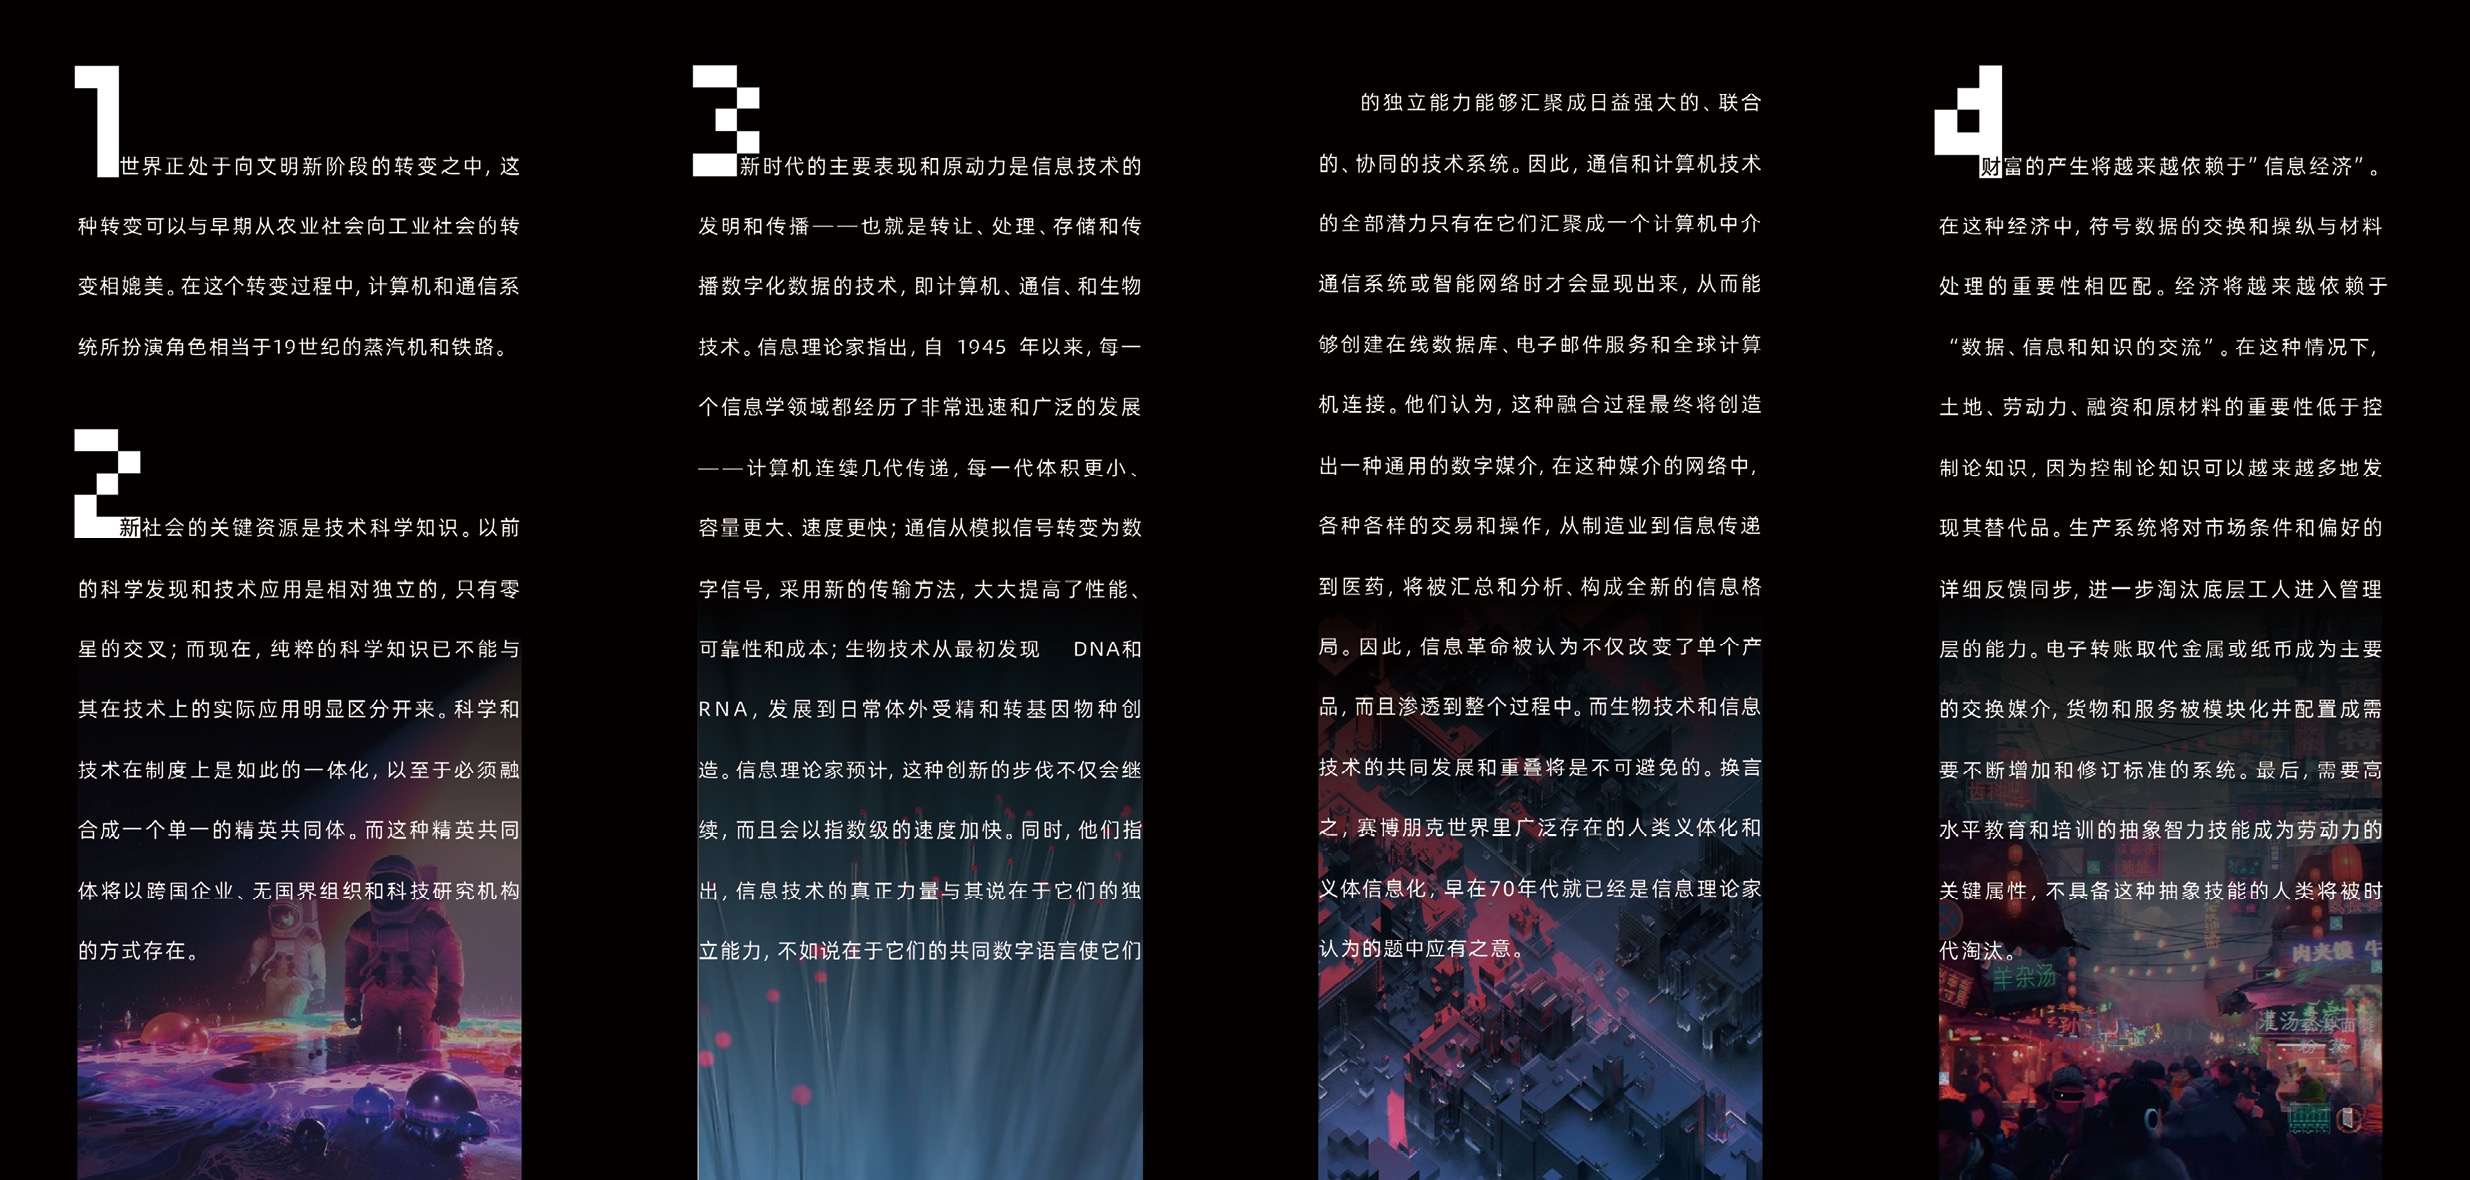 1
世界正处于向文明新阶段的转变之中,这
种转变可以与早期从农业社会向工业社会的转
变相媲美。在这个转变过程中,计算机和通信系
统所扮演角色相当于19世纪的蒸汽机和铁路。
2
新社会的关键资源是技术科学知识。以前
的科学发现和技术应用是相对独立的,只有零
星的交叉;而现在,纯粹的科学知识已不能与
其在技术上的实际应用明显区分开来。科学和
技术在制度上是如此的一体化,以至于必须融
合成一个单一的精英共同体。而这种精英共同
体将以跨国企业、无国界组织和科技研究机构
的方式存在。
3
新时代的主要表现和原动力是信息技术的
发明和传播——也就是转让、处理、存储和传
播数字化数据的技术,即计算机、通信、和生物
技术。信息理论家指出,自 1945 年以来,每一
个信息学领域都经历了非常迅速和广泛的发展
——计算机连续几代传递,每一代体积更小、
容量更大、速度更快;通信从模拟信号转变为数
字信号,采用新的传输方法,大大提高了性能、
可靠性和成本;生物技术从最初发现 DNA和
RNA,发展到日常体外受精和转基因物种创
造。信息理论家预计,这种创新的步伐不仅会继
续,而且会以指数级的速度加快。同时,他们指
出,信息技术的真正力量与其说在于它们的独
立能力,不如说在于它们的共同数字语言使它们
的独立能力能够汇聚成日益强大的、联合
的、协同的技术系统。因此,通信和计算机技术
的全部潜力只有在它们汇聚成一个计算机中介
通信系统或智能网络时才会显现出来,从而能
够创建在线数据库、电子邮件服务和全球计算
机连接。他们认为,这种融合过程最终将创造
出一种通用的数字媒介,在这种媒介的网络中,
各种各样的交易和操作,从制造业到信息传递
到医药,将被汇总和分析、构成全新的信息格
局。因此,信息革命被认为不仅改变了单个产
品,而且渗透到整个过程中。而生物技术和信息
技术的共同发展和重叠将是不可避免的。换言
之,赛博朋克世界里广泛存在的人类义体化和
义体信息化,早在70年代就已经是信息理论家
认为的题中应有之意。
4
财富的产生将越来越依赖于”信息经济”。
在这种经济中,符号数据的交换和操纵与材料
处理的重要性相匹配。经济将越来越依赖于
“数据、信息和知识的交流”。在这种情况下,
土地、劳动力、融资和原材料的重要性低于控
制论知识,因为控制论知识可以越来越多地发
现其替代品。生产系统将对市场条件和偏好的
详细反馈同步,进一步淘汰底层工人进入管理
层的能力。电子转账取代金属或纸币成为主要
的交换媒介,货物和服务被模块化并配置成需
要不断增加和修订标准的系统。最后,需要高
水平教育和培训的抽象智力技能成为劳动力的
关键属性,不具备这种抽象技能的人类将被时
代淘汰。
肉夹馍 牛
羊杂汤